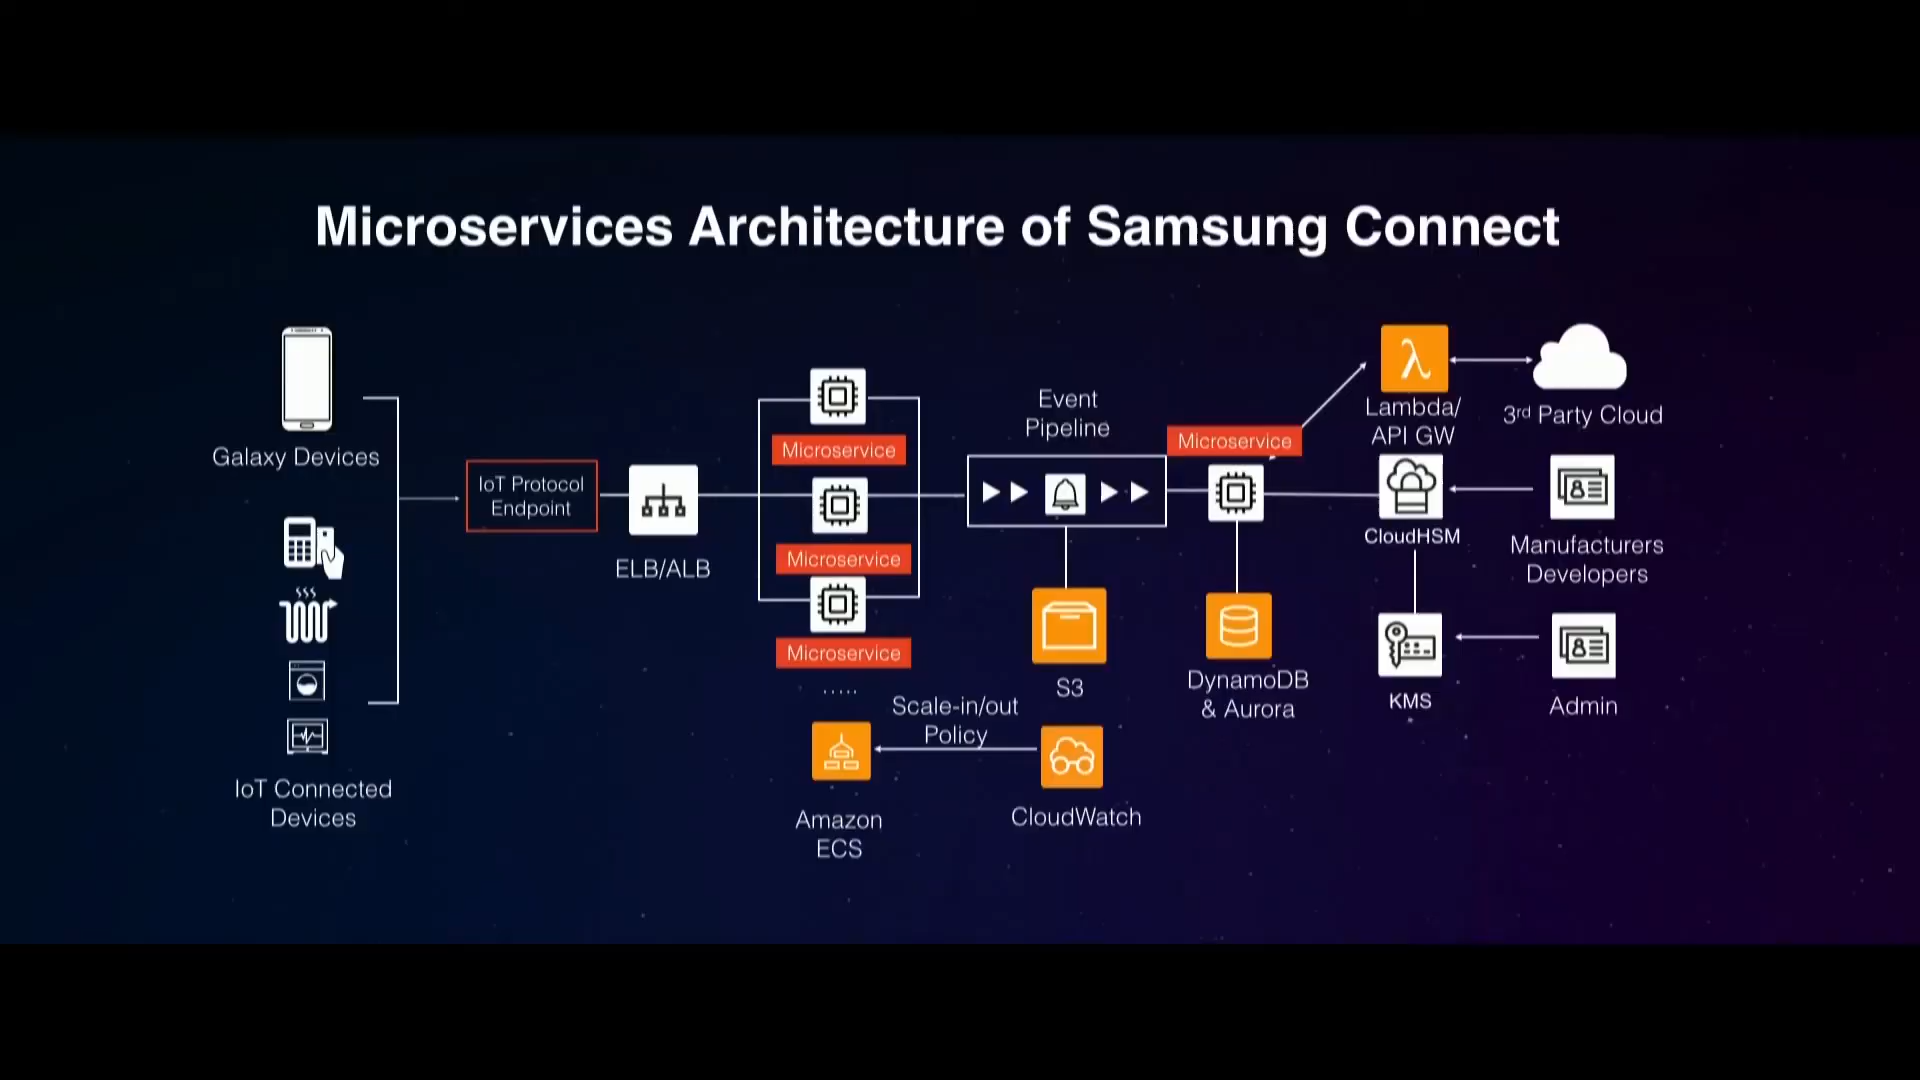 Microservices Architecture of Samsung Connect
Galaxy Devices
IoT Connected
Devices
IoT Protocol
Endpoint
ELB/ALB
Microservice
Microservice
Microservice
.....
Amazon
ECS
Scale-in/out
Policy
CloudWatch
Event
Pipeline
S3
Microservice
DynamoDB
& Aurora
λ
Lambda/
API GW
3rd Party Cloud
CloudHSM
Manufacturers
Developers
KMS
Admin